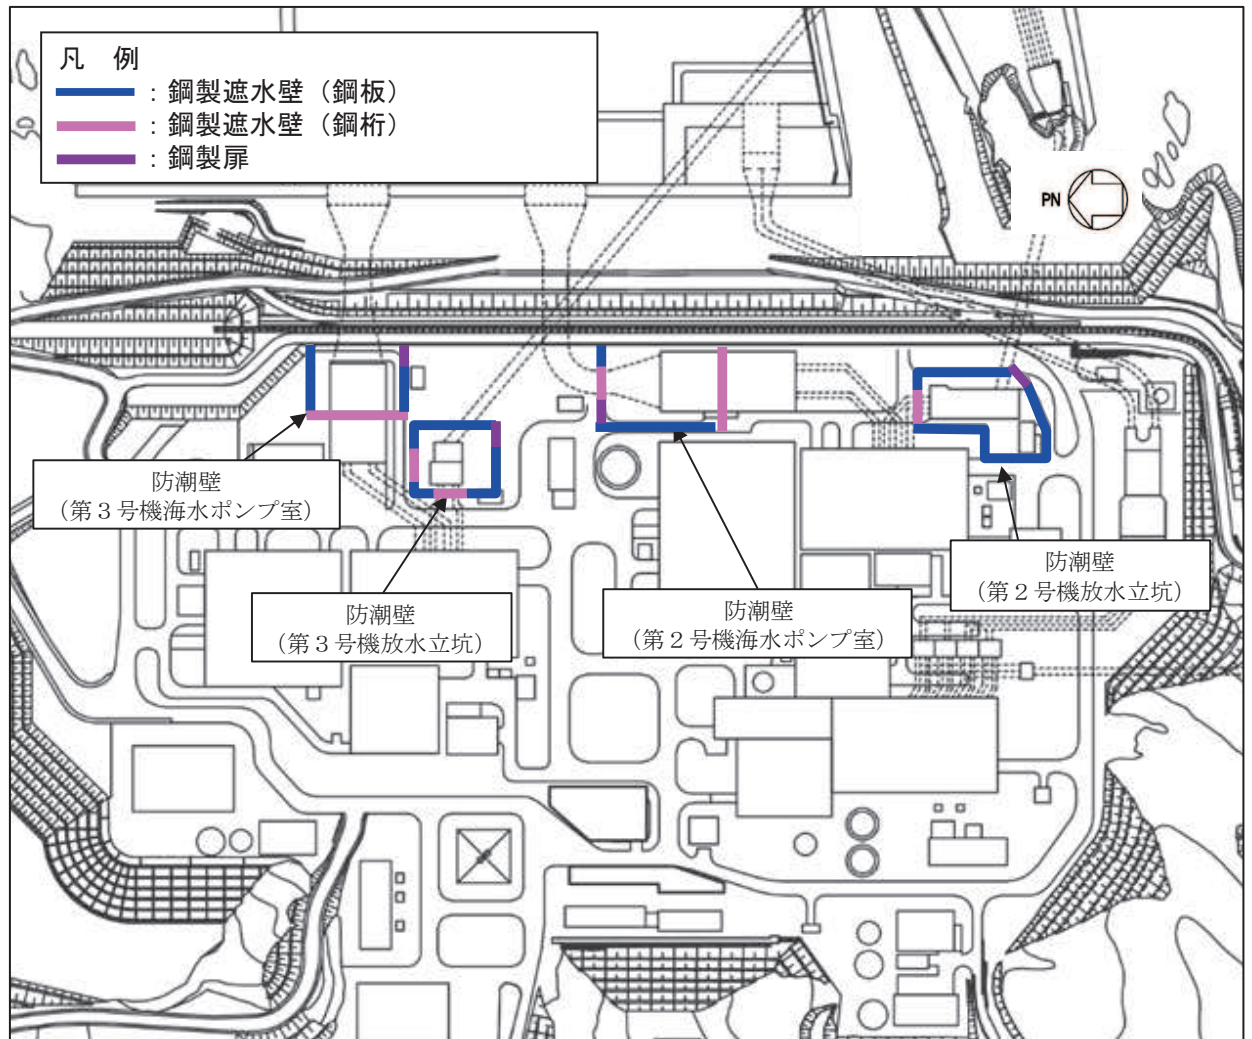 凡　例
：鋼製遮水壁（鋼板）
：鋼製遮水壁（鋼桁）
：鋼製扉
PN
防潮壁
（第３号機海水ポンプ室）
防潮壁
（第３号機放水立坑）
防潮壁
（第２号機海水ポンプ室）
防潮壁
（第２号機放水立坑）